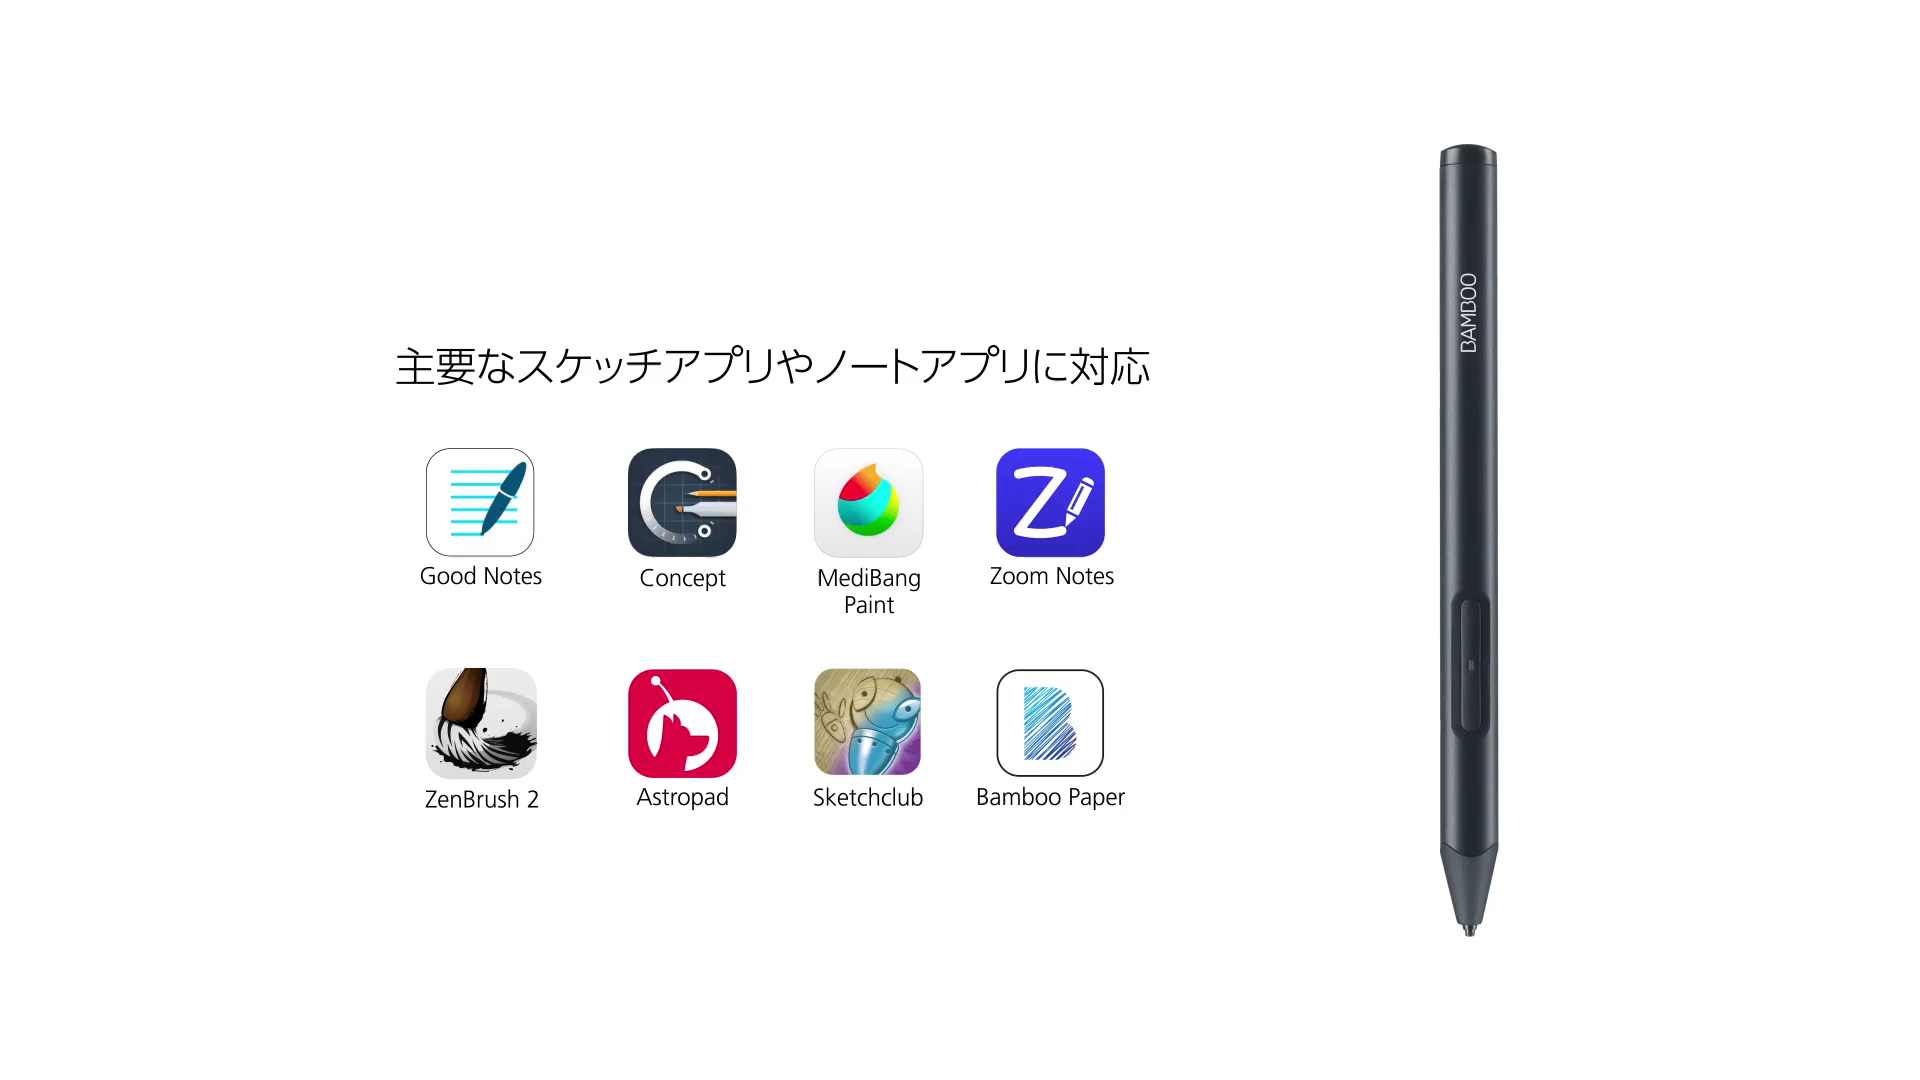 主要なスケッチアプリやノートアプリに対応
Good Notes
Concept
MediBang
Paint
Zoom Notes
ZenBrush 2
Astropad
Sketchclub
Bamboo Paper
BAMBOO